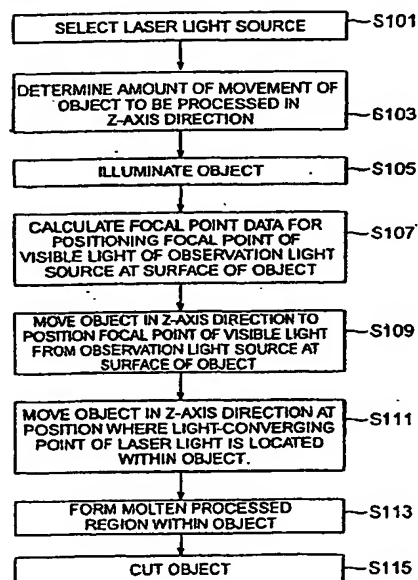 SELECT LASER LIGHT SOURCE
S101
DETERMINE AMOUNT OF MOVEMENT OF
OBJECT TO BE PROCESSED IN
Z-AXIS DIRECTION
S103
ILLUMINATE OBJECT
S105
CALCULATE FOCAL POINT DATA FOR
POSITIONING FOCAL POINT OF
VISIBLE LIGHT OF OBSERVATION LIGHT
SOURCE AT SURFACE OF OBJECT
S107
MOVE OBJECT IN Z-AXIS DIRECTION TO
POSITION FOCAL POINT OF VISIBLE LIGHT
FROM OBSERVATION LIGHT SOURCE AT
SURFACE OF OBJECT
S109
MOVE OBJECT IN Z-AXIS DIRECTION AT
POSITION WHERE LIGHT-CONVERGING
POINT OF LASER LIGHT IS LOCATED
WITHIN OBJECT.
S111
FORM MOLTEN PROCESSED
REGION WITHIN OBJECT
S113
CUT OBJECT
S115